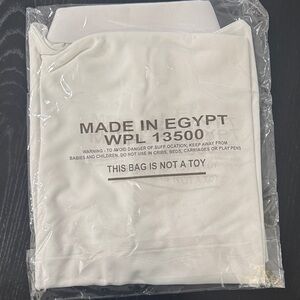 MADE IN EGYPT
WPL 13500
WARNING - TO AVOID DANGER OF SUFFOCATION, KEEP AWAY FROM
BABIES AND CHILDREN. DO NOT USE IN CRIBS, BEDS, CARRIAGES OR PLAY PENS
THIS BAG IS NOT A TOY